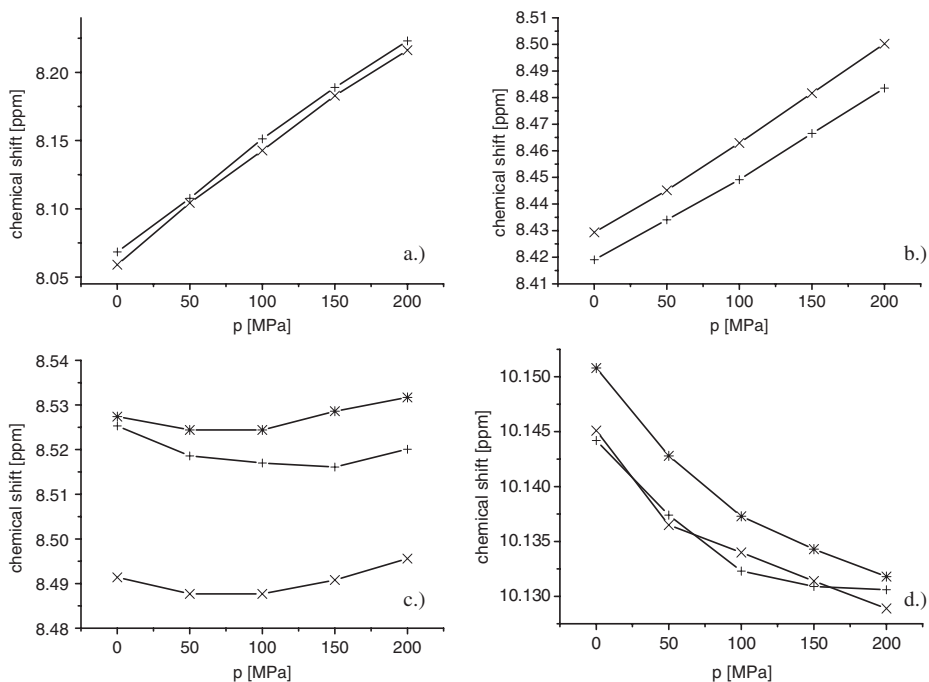 8.20
8.15
8.10
8.05
chemical shift [ppm]
0 50 100 150 200
p [MPa]
a.)
8.51
8.50
8.49
8.48
8.47
8.46
8.45
8.44
8.43
8.42
8.41
chemical shift [ppm]
0 50 100 150 200
p [MPa]
b.)
8.54
8.53
8.52
8.51
8.50
8.49
8.48
chemical shift [ppm]
0 50 100 150 200
p [MPa]
c.)
10.150
10.145
10.140
10.135
10.130
chemical shift [ppm]
0 50 100 150 200
p [MPa]
d.)